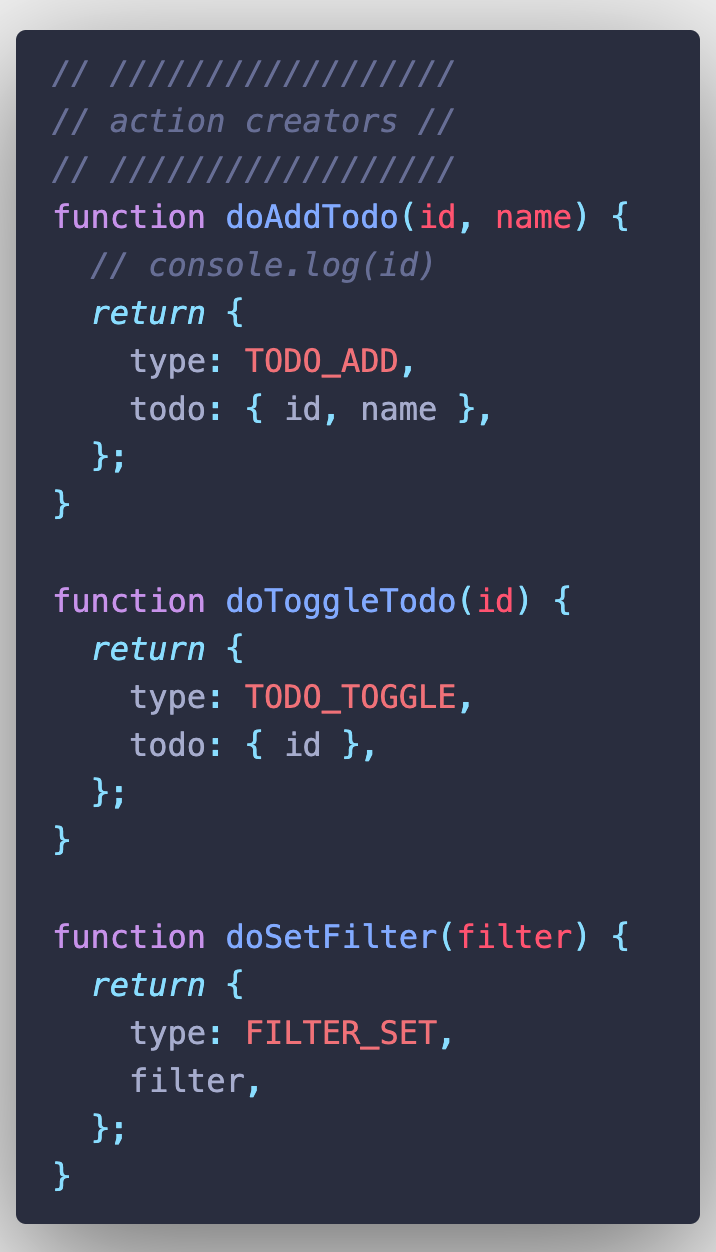 // //////////////////
// action creators //
// //////////////////
function doAddTodo(id, name) {
  // console.log(id)
  return {
    type: TODO_ADD,
    todo: { id, name },
  };
}

function doToggleTodo(id) {
  return {
    type: TODO_TOGGLE,
    todo: { id },
  };
}

function doSetFilter(filter) {
  return {
    type: FILTER_SET,
    filter,
  };
}